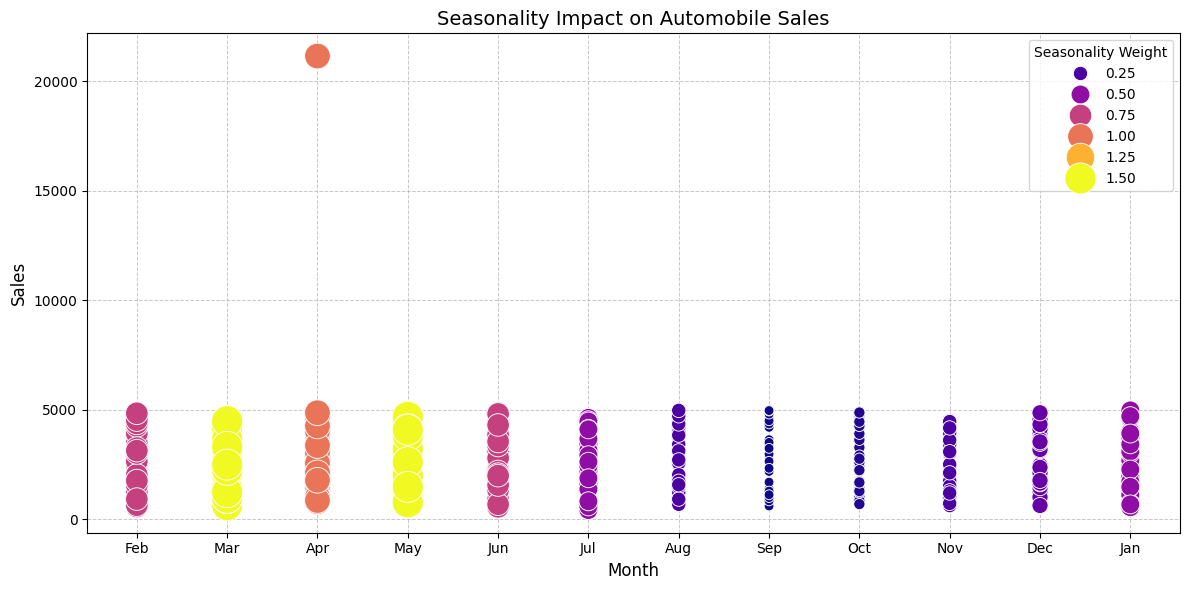 Seasonality Impact on Automobile Sales
Sales
20000
15000
10000
5000
0
Seasonality Weight
0.25
0.50
0.75
1.00
1.25
1.50
Feb Mar Apr May Jun Jul Aug Sep Oct Nov Dec Jan
Month